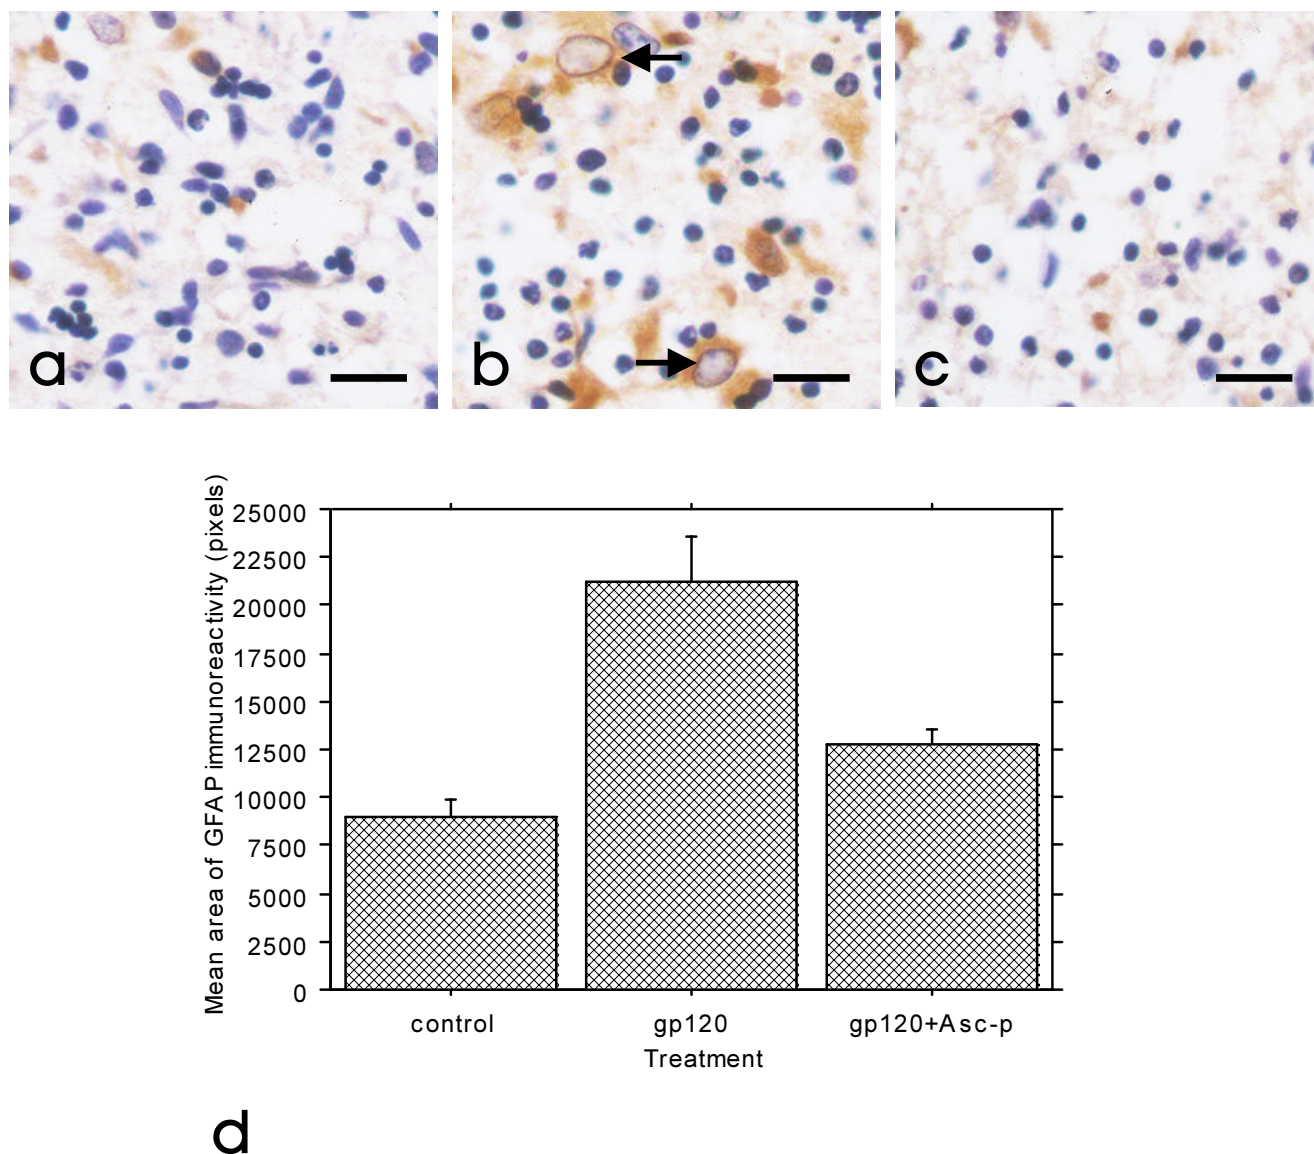 a
b
c
Mean area of GFAP immunoreactivity (pixels)
25000
22500
20000
17500
15000
12500
10000
7500
5000
2500
0
control gp120 gp120+Asc-p
Treatment
d